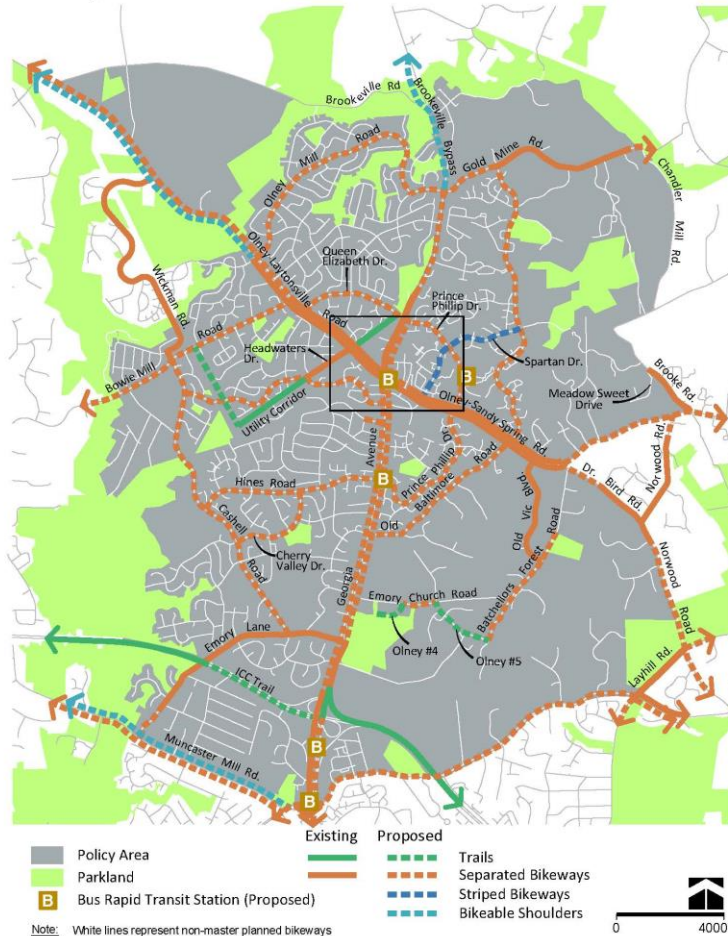 Brookeville Rd
Brookeville
Bypass
Olney Mill Road
Gold Mine Rd.
Chandler
Mill Rd.
Queen
Elizabeth Dr.
Olney Laytonsville
Road
Prince
Phillip Dr.
Wickman Rd
Bowie Mill Road
Headwaters
Dr.
B
B
Spartan Dr.
Meadow Sweet
Drive
Brooke Rd.
Utility Corridor
Olney-Sandy Spring Rd.
Norwood Rd.
Dr. Bird Rd.
Avenue
Prince Phillip Dr.
B
Hines Road
Old Baltimore Road
Old Vic Blvd.
Cashell
Road
Cherry
Valley Dr.
Georgia
Emory Church Road
Batchellors Forest Road
Norwood
Road
Olney #4
Olney #5
Emory Lane
Layhill Rd.
ICC Trail
Muncaster Mill Rd.
B
B
Existing Proposed
Policy Area
Parkland
Bus Rapid Transit Station (Proposed)
B
Trails
Separated Bikeways
Striped Bikeways
Bikeable Shoulders
Note: White lines represent non-master planned bikeways
0 4000